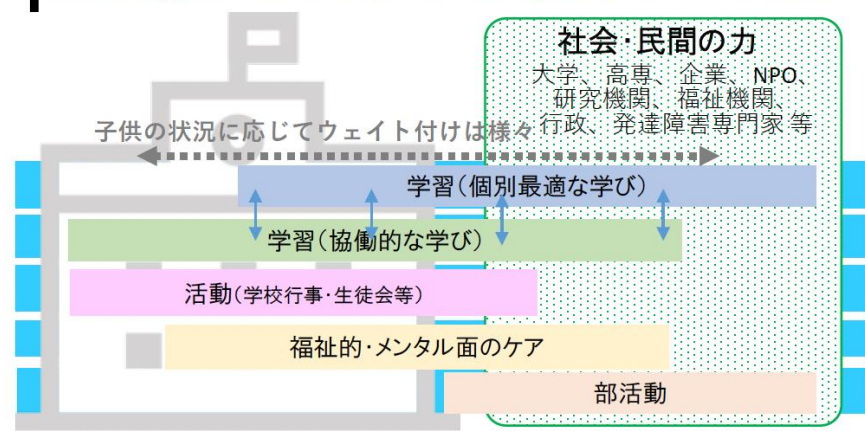 社会・民間の力
大学、高専、企業、NPO、
研究機関、福祉機関、
行政、発達障害専門家 等
子供の状況に応じてウェイト付けは様々
学習(個別最適な学び)
学習(協働的な学び)
活動(学校行事・生徒会等)
福祉的・メンタル面のケア
部活動